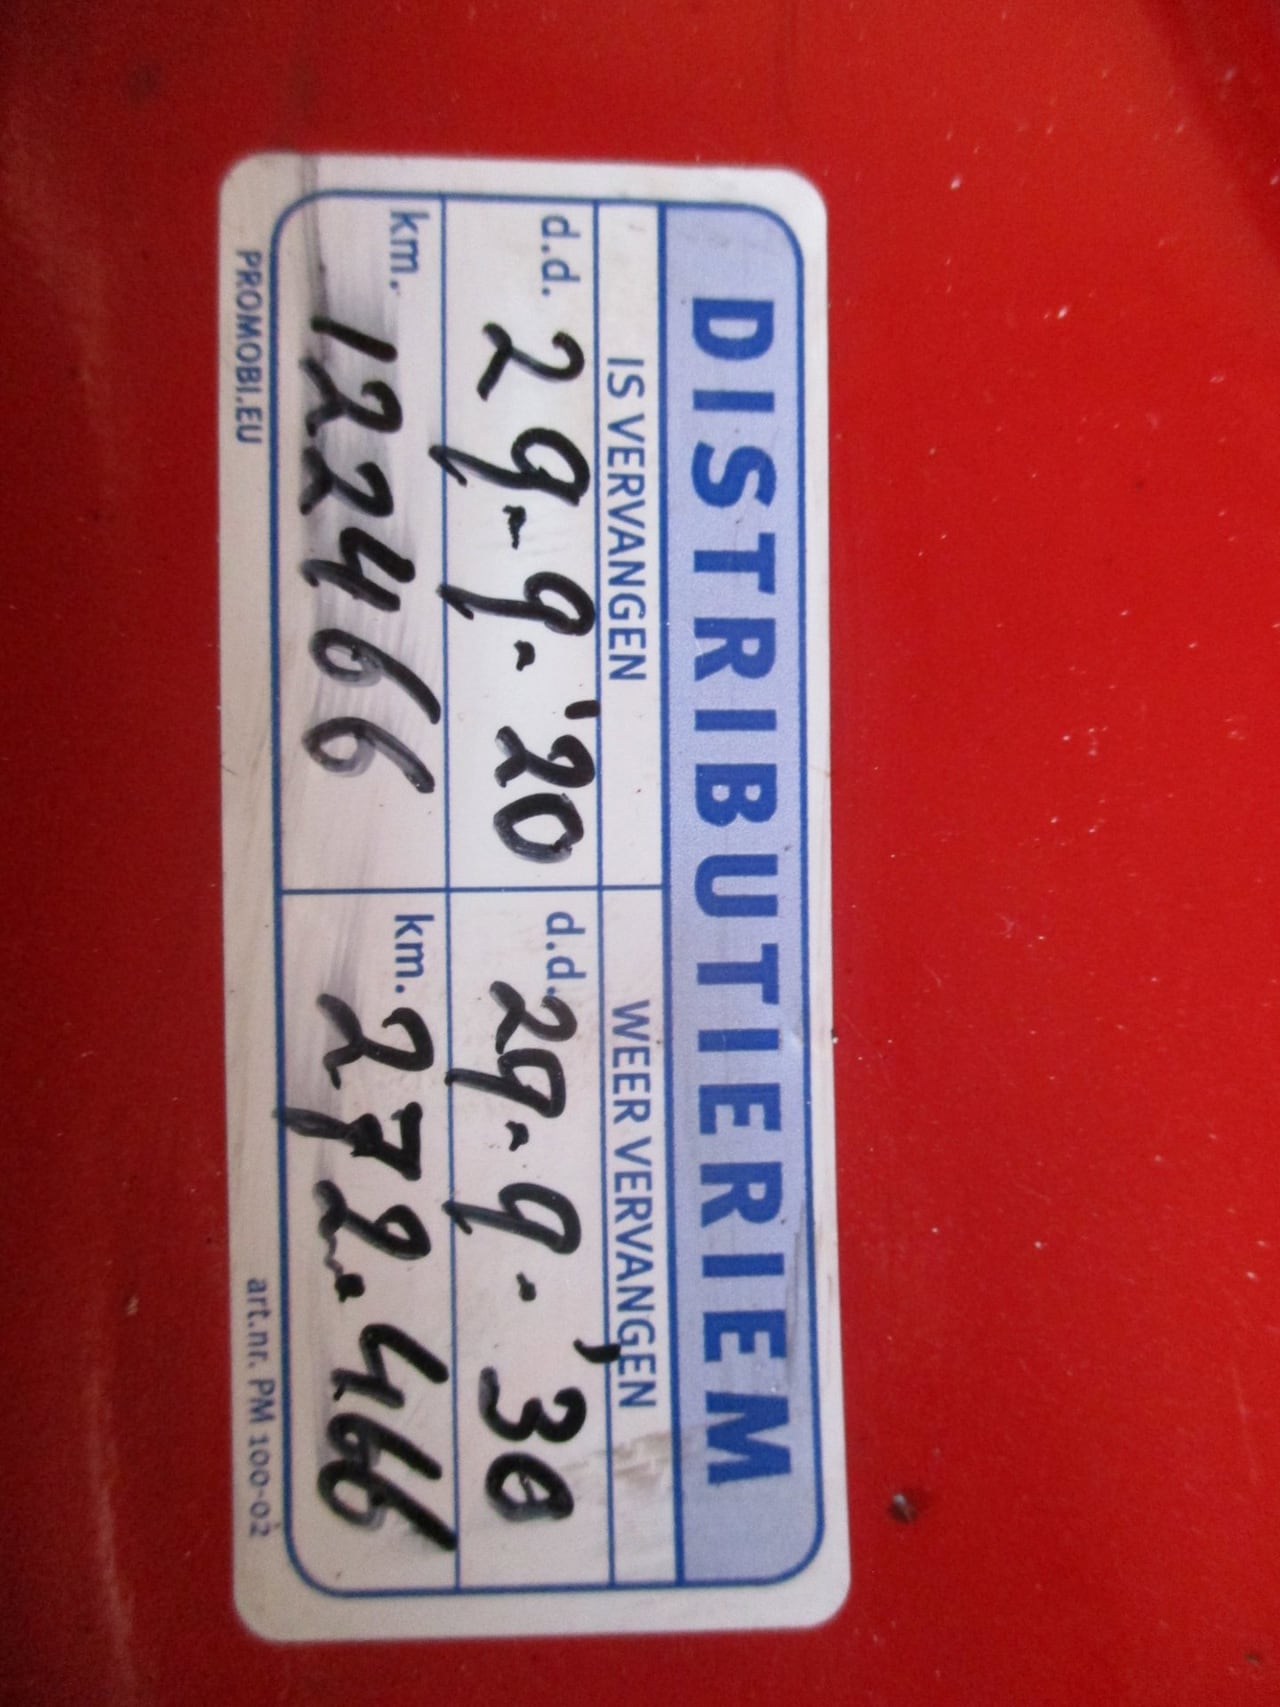 DISTRIBUTIERIEM
IS VERVANGEN
WEER VERVANGEN
d.d. 29-9-'20
d.d. 29-9-'30
km. 122466
km. 272.466
PROMOBI.EU
art.nr. PM 100-02